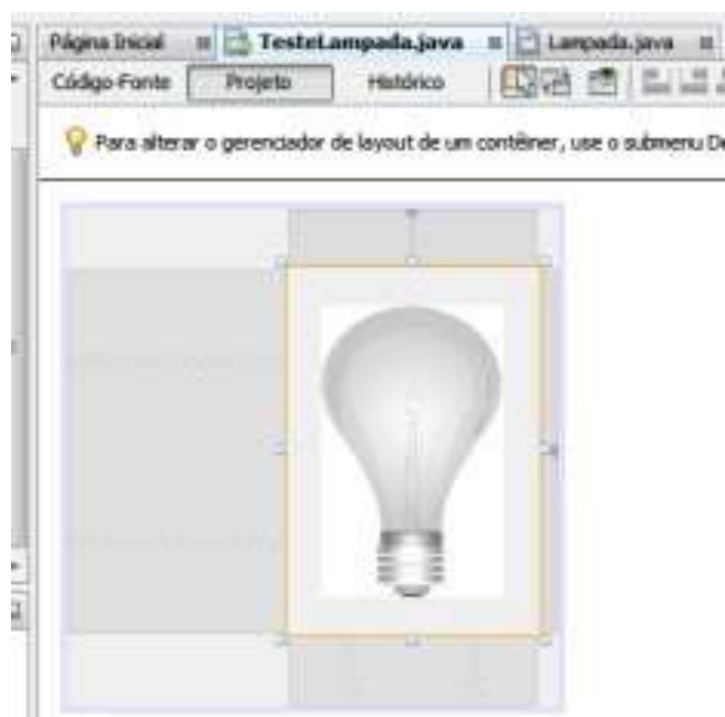 Página Inicial TesteLampada.java Lampada.java
Código-Fonte Projeto Histórico
Para alterar o gerenciador de layout de um contêiner, use o submenu De